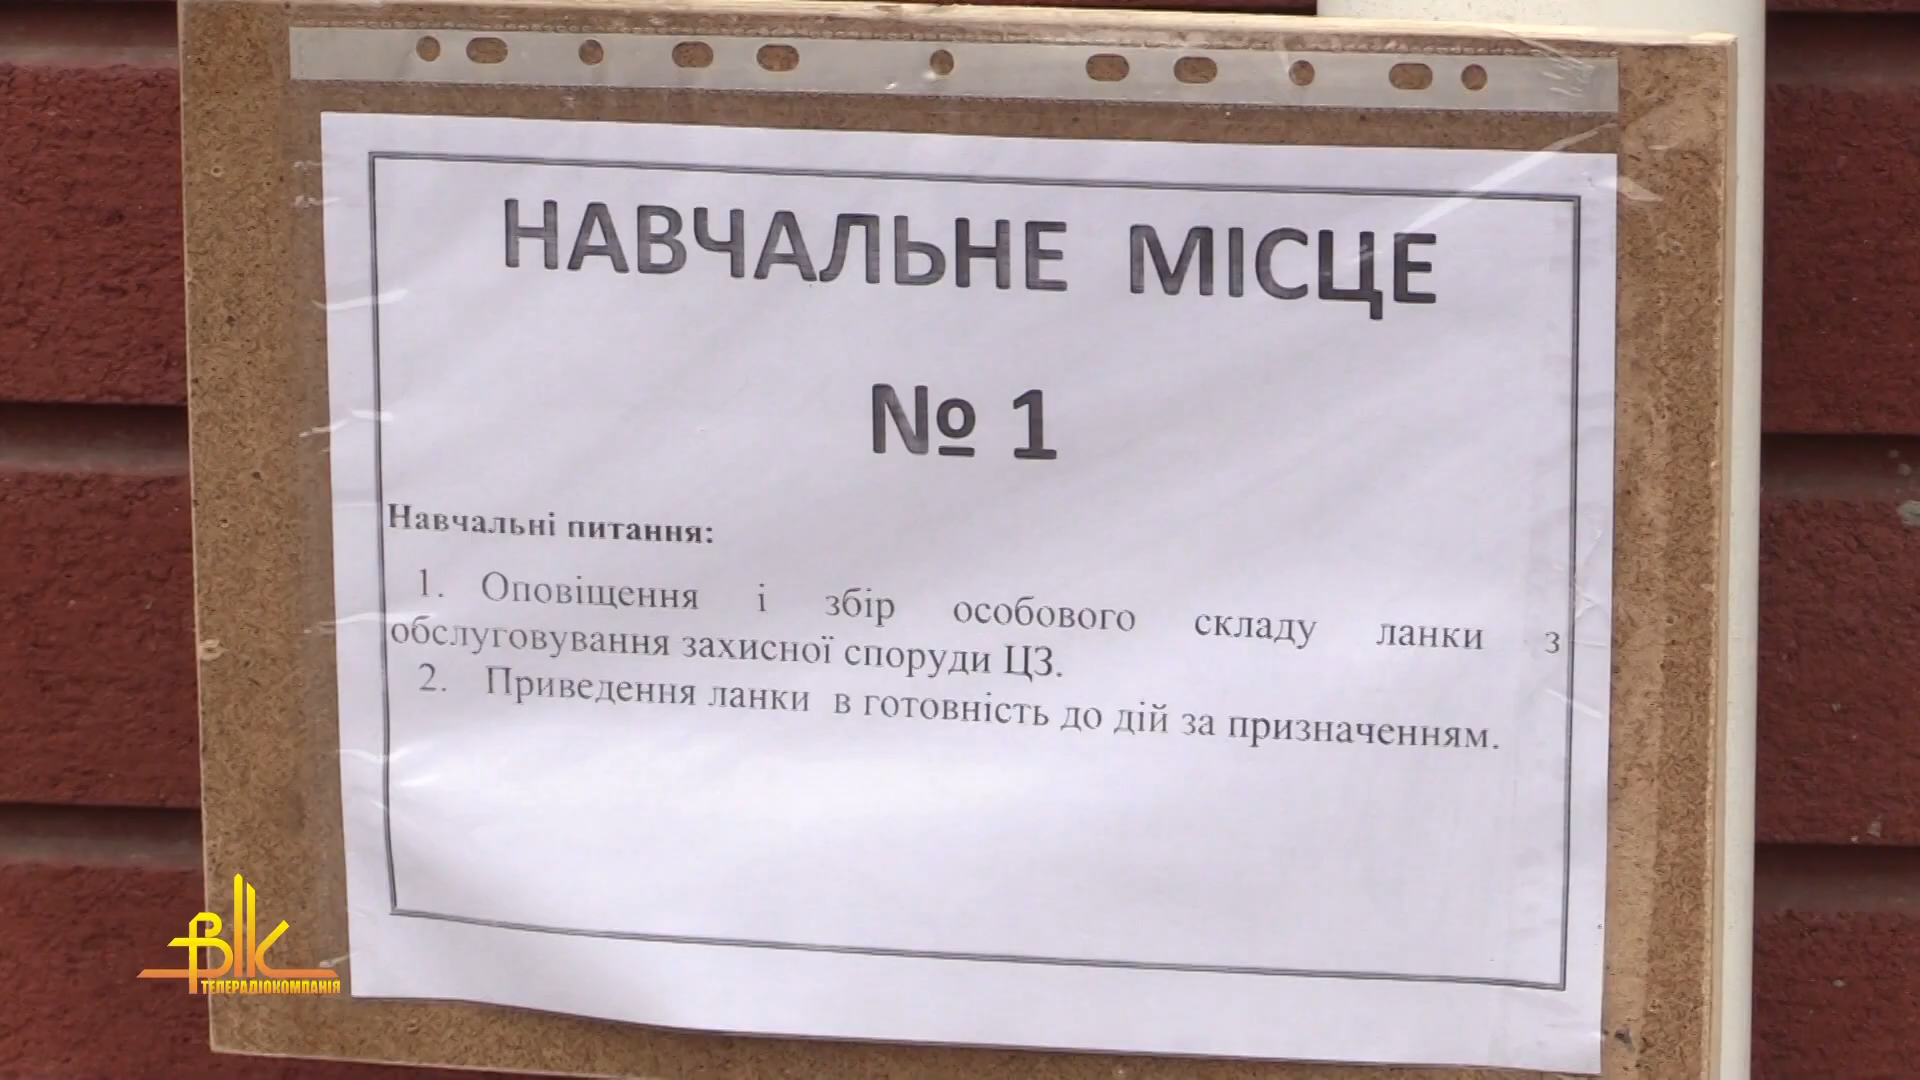 НАВЧАЛЬНЕ МІСЦЕ
№ 1
Навчальні питання:
1. Оповіщення і збір особового складу ланки з
обслуговування захисної споруди ЦЗ.
2. Приведення ланки в готовність до дій за призначенням.
ВТК
ТЕЛЕРАДІОКОМПАНІЯ